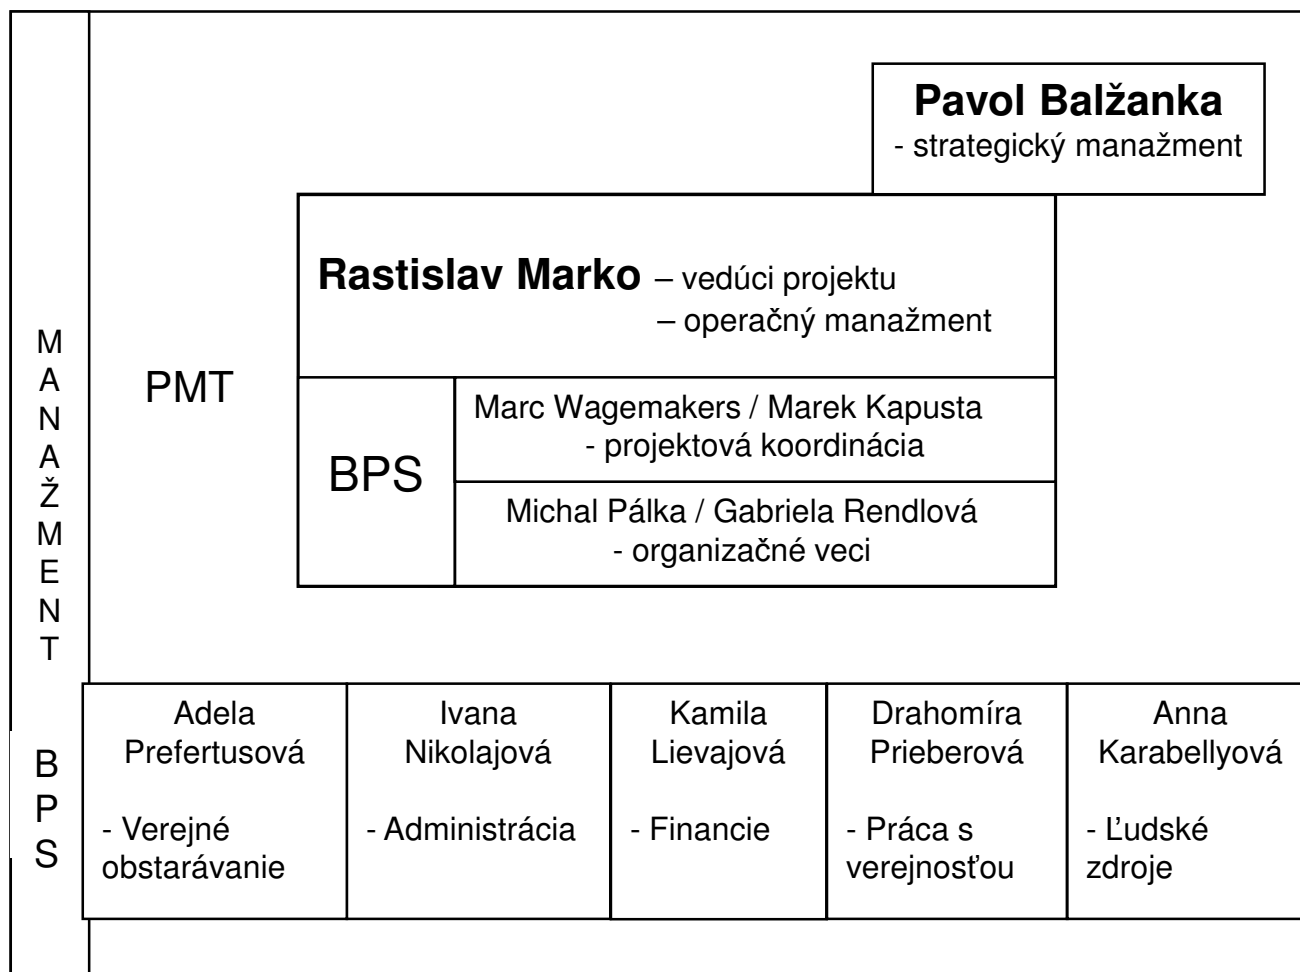 Pavol Balžanka
- strategický manažment
Rastislav Marko – vedúci projektu
– operačný manažment
MANAŽMENT
PMT
BPS
Marc Wagemakers / Marek Kapusta
- projektová koordinácia
Michal Pálka / Gabriela Rendlová
- organizačné veci
BPS
Adela
Prefertusová
- Verejné
obstarávanie
Ivana
Nikolajová
- Administrácia
Kamila
Lievajová
- Financie
Drahomíra
Prieberová
- Práca s
verejnosťou
Anna
Karabellyová
- Ľudské
zdroje